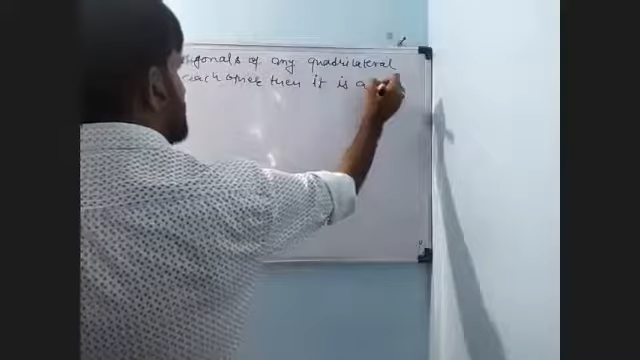 gonals of any quadrilateral
each other then it is a